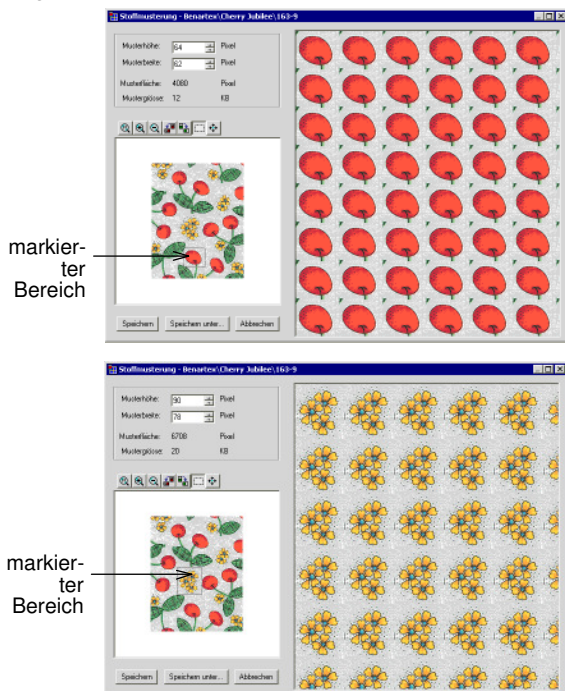 Stoffmusterung - Benartex\Cherry Jubilee\163-9
Musterhöhe: 64 Pixel
Musterbreite: 62 Pixel
Musterfläche: 4080 Pixel
Mustergrösse: 12 KB
markier-
ter
Bereich
Speichern Speichern unter... Abbrechen
Stoffmusterung - Benartex\Cherry Jubilee\163-9
Musterhöhe: 90 Pixel
Musterbreite: 78 Pixel
Musterfläche: 6708 Pixel
Mustergrösse: 20 KB
markier-
ter
Bereich
Speichern Speichern unter... Abbrechen